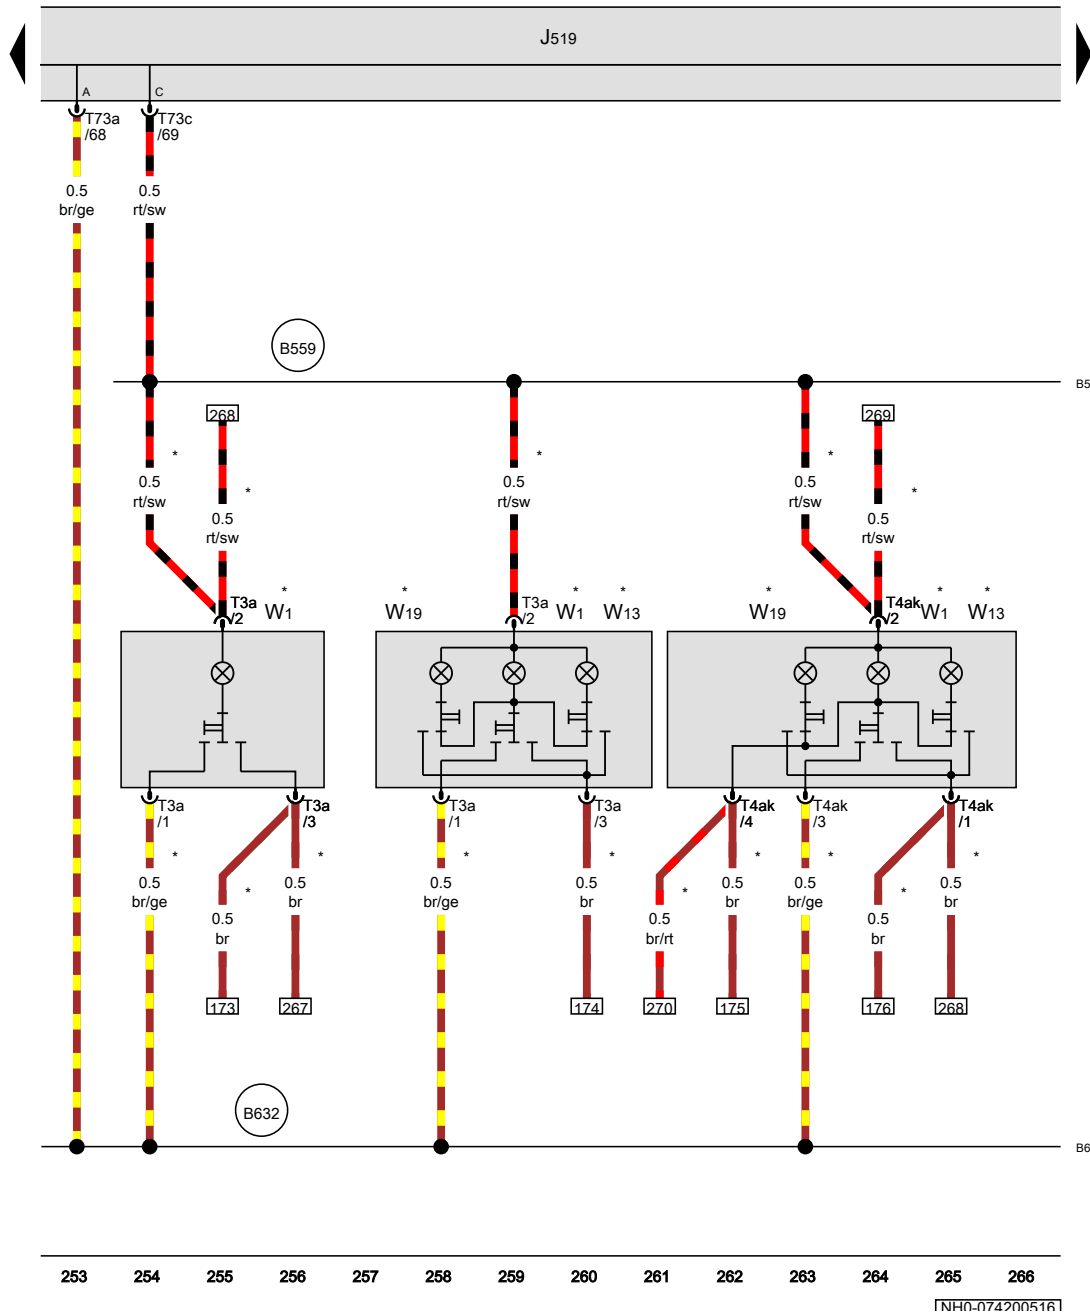 J519
A C
T73a /68
T73c /69
0.5 br/ge
0.5 rt/sw
B559
B5
268
269
* * * * *
0.5 rt/sw
0.5 rt/sw
0.5 rt/sw
0.5 rt/sw
0.5 rt/sw
* * * * * * *
T3a /2
W1
W19
T3a /2
W1
W13
W19
T4ak /2
W1
W13
T3a /1
T3a /3
T3a /1
T3a /3
T4ak /4
T4ak /3
T4ak /1
* * * * * * *
0.5 br/ge
0.5 br
0.5 br/ge
0.5 br
0.5 br
0.5 br/ge
0.5 br
* * *
0.5 br
0.5 br/rt
0.5 br
173
267
174
270
175
176
268
B632
B6
253 254 255 256 257 258 259 260 261 262 263 264 265 266
NH0-074200516